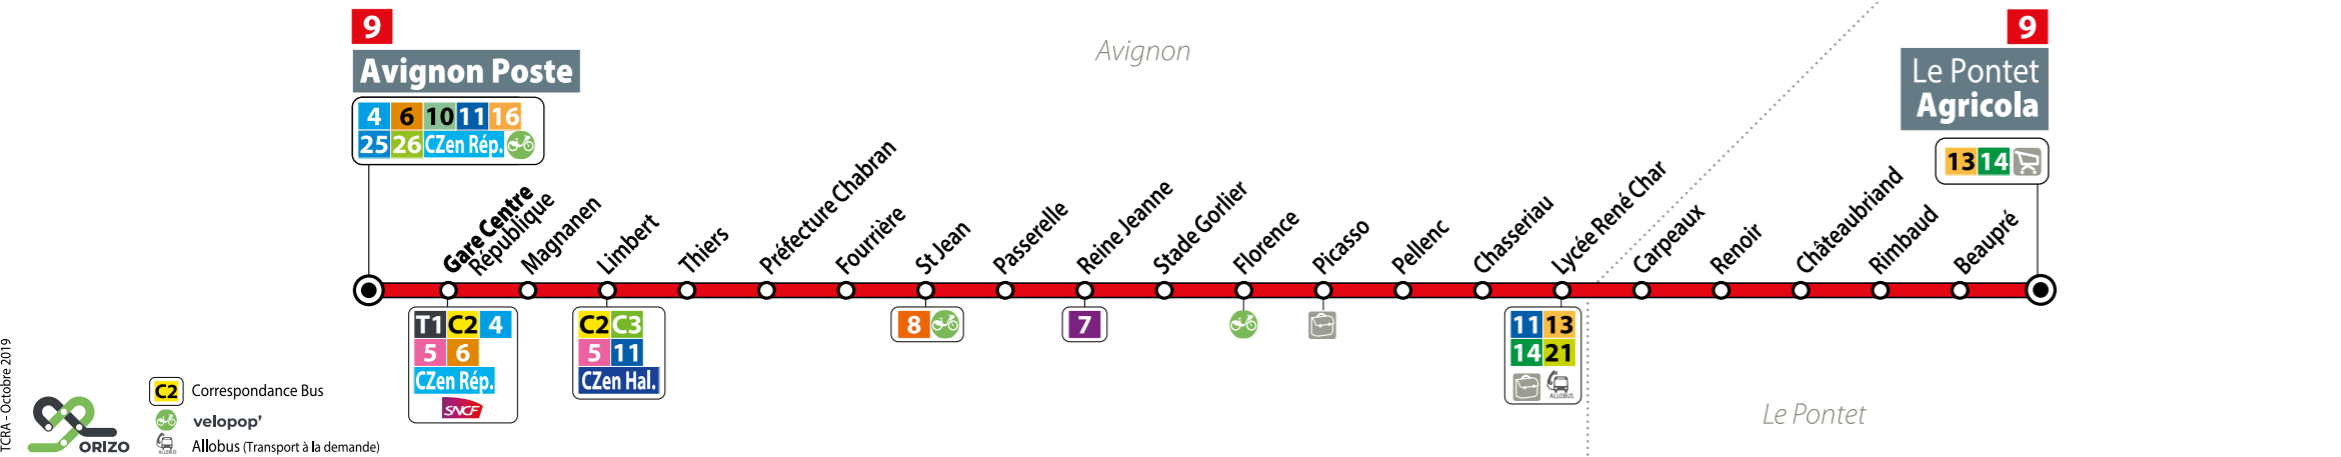 9
Avignon Poste
4 6 10 11 16
25 26 CZen Rép.
Avignon
9
Le Pontet
Agricola
13 14
Gare Centre
République
Magnanen
Limbert
Thiers
Préfecture Chabran
Fourrière
St Jean
Passerelle
Reine Jeanne
Stade Gorlier
Florence
Picasso
Pellenc
Chasseriau
Lycée René Char
Carpeaux
Renoir
Châteaubriand
Rimbaud
Beaupré
T1 C2 4
5 6
CZen Rép.
SNCF
C2 C3
5 11
CZen Hal.
8
7
11 13
14 21
ALLOBUS
Le Pontet
TCRA - Octobre 2019
ORIZO
C2 Correspondance Bus
velopop'
ALLOBUS Allobus (Transport à la demande)